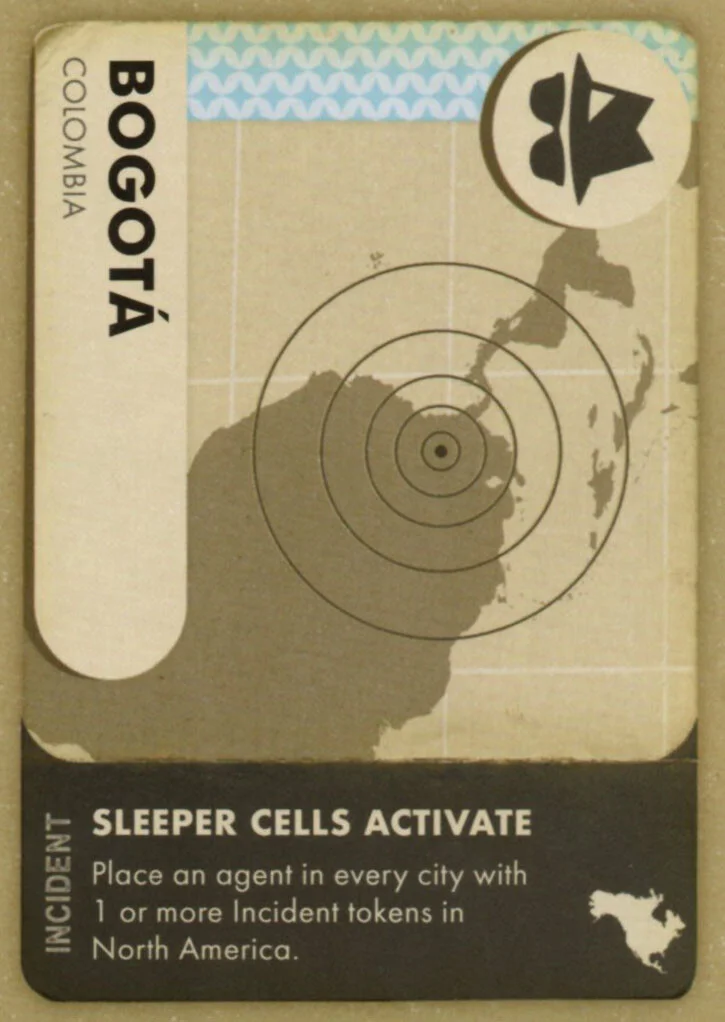 BOGOTÁ
COLOMBIA
INCIDENT
SLEEPER CELLS ACTIVATE
Place an agent in every city with
1 or more Incident tokens in
North America.